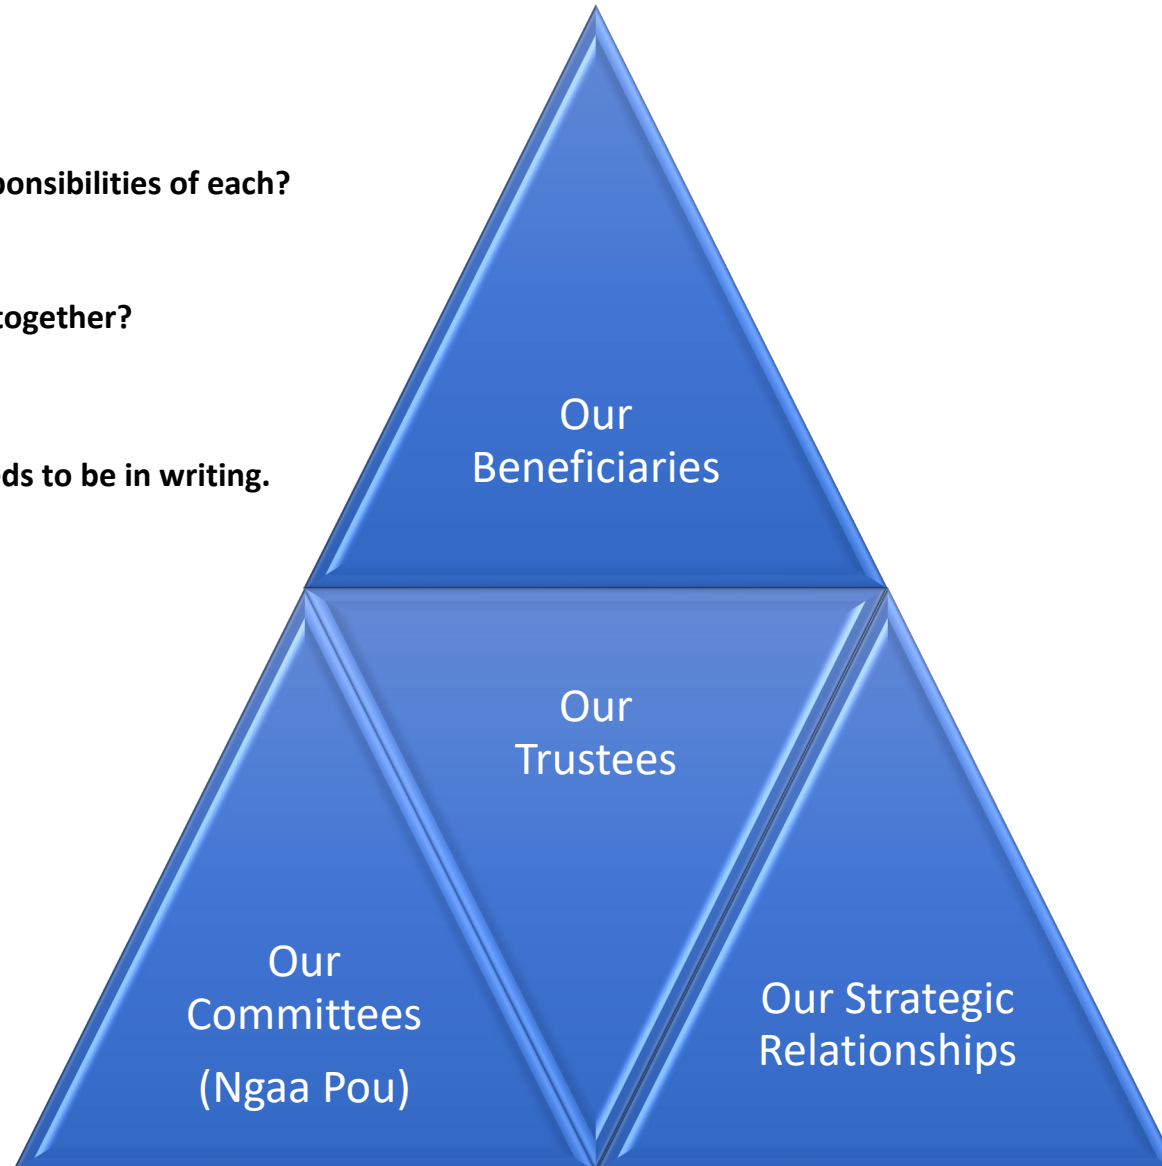 ponsibilities of each?
together?
ds to be in writing.
Our
Beneficiaries
Our
Trustees
Our
Committees
(Ngaa Pou)
Our Strategic
Relationships